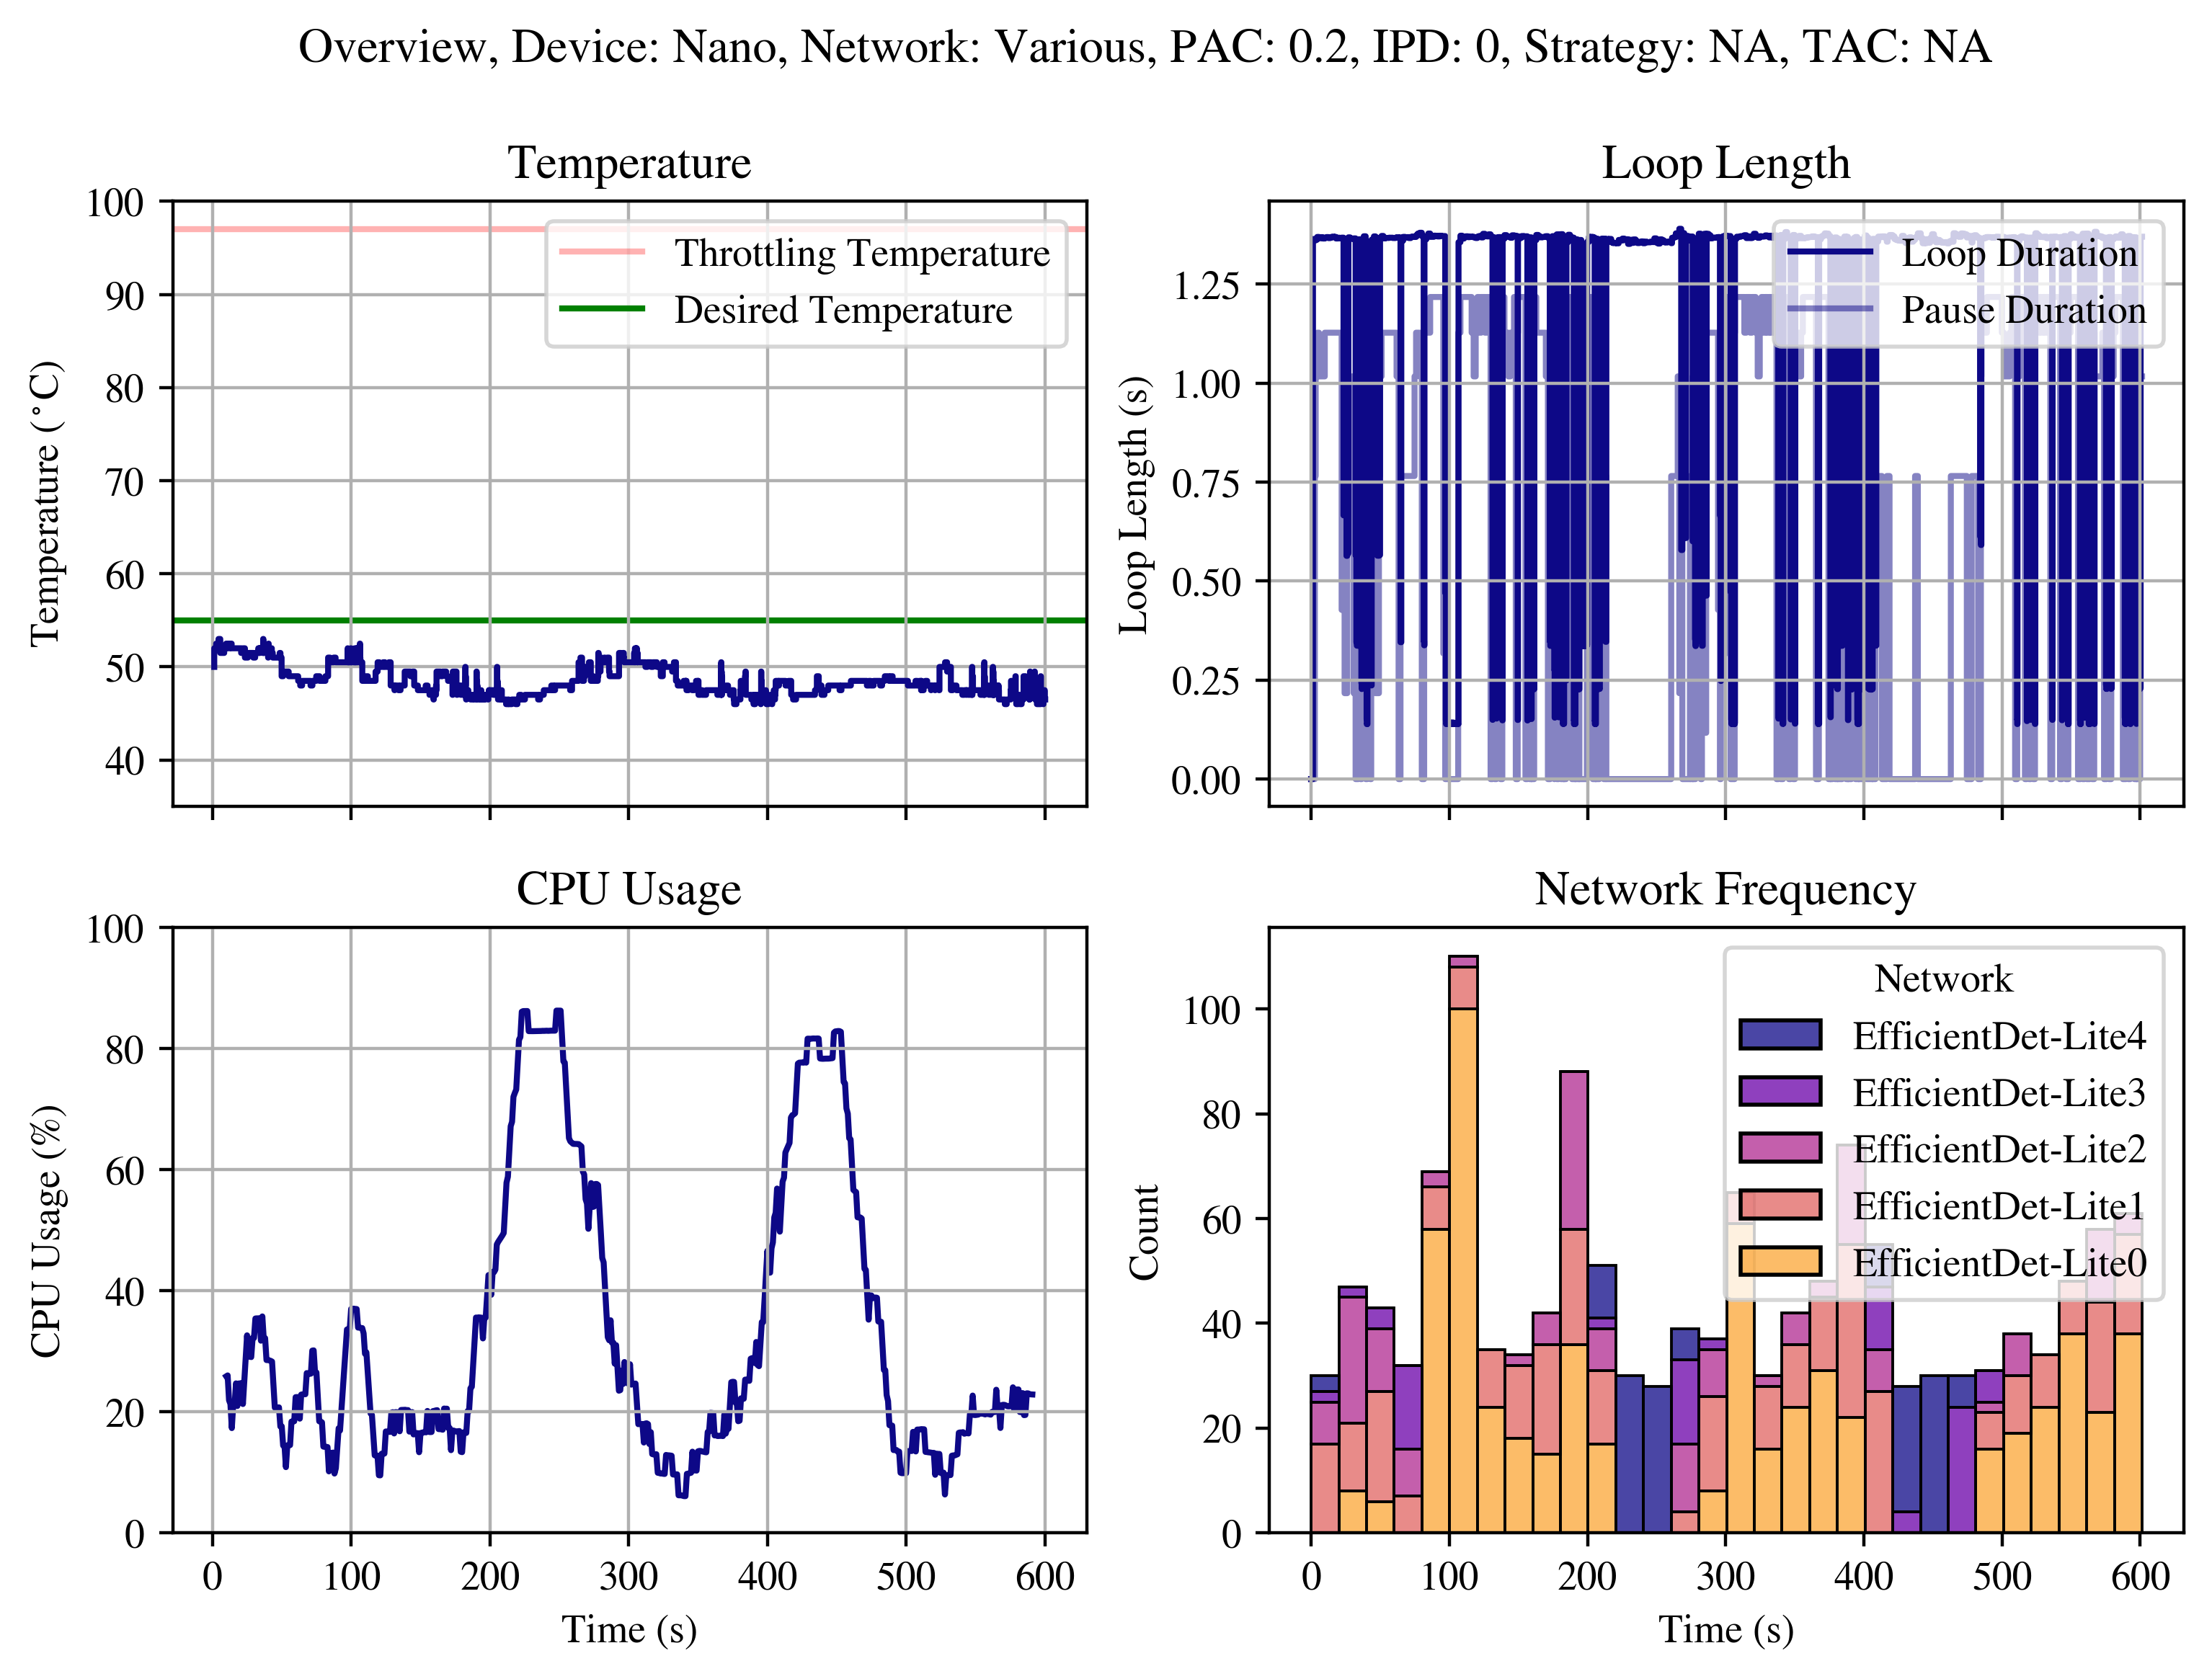 Overview, Device: Nano, Network: Various, PAC: 0.2, IPD: 0, Strategy: NA, TAC: NA
Temperature
100
90
80
70
60
50
40
Temperature (°C)
Throttling Temperature
Desired Temperature
Loop Length
1.25
1.00
0.75
0.50
0.25
0.00
Loop Length (s)
Loop Duration
Pause Duration
CPU Usage
100
80
60
40
20
0
CPU Usage (%)
0 100 200 300 400 500 600
Time (s)
Network Frequency
100
80
60
40
20
0
Count
Network
EfficientDet-Lite4
EfficientDet-Lite3
EfficientDet-Lite2
EfficientDet-Lite1
EfficientDet-Lite0
0 100 200 300 400 500 600
Time (s)